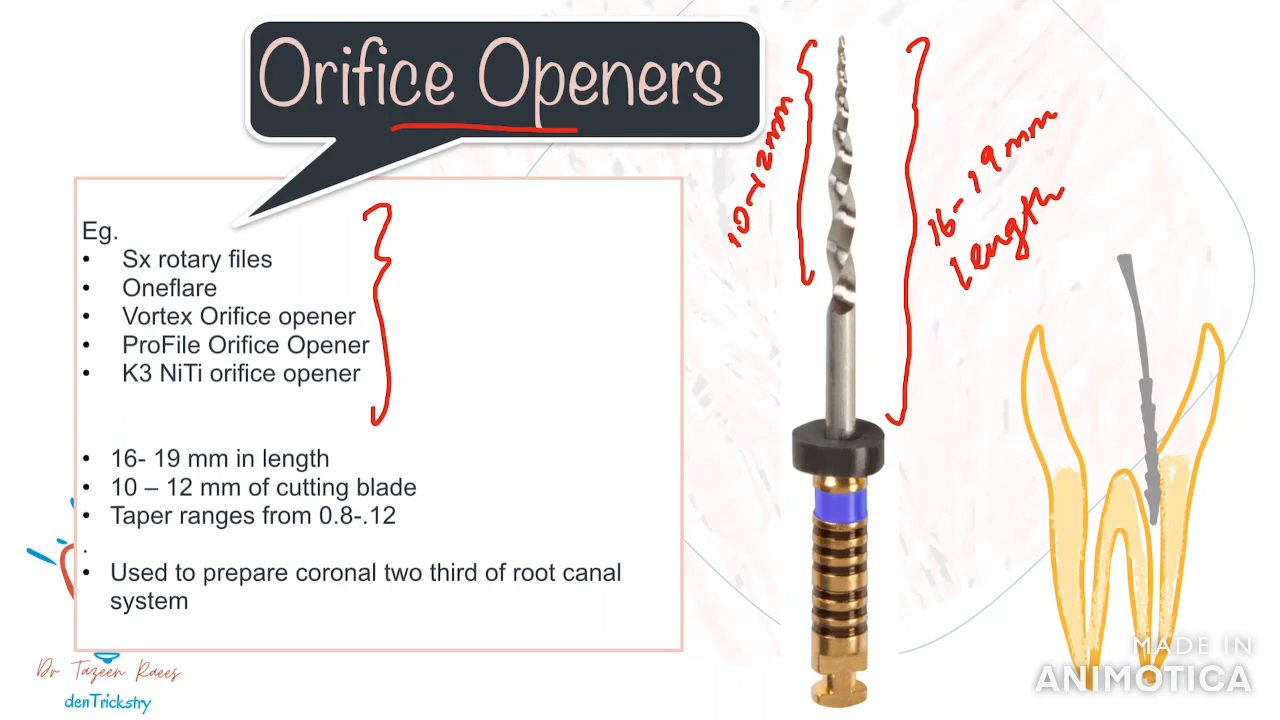 Orifice Openers
Eg.
• Sx rotary files
• Oneflare
• Vortex Orifice opener
• ProFile Orifice Opener
• K3 NiTi orifice opener
• 16- 19 mm in length
• 10 – 12 mm of cutting blade
• Taper ranges from 0.8-.12
.
• Used to prepare coronal two third of root canal
system
10-12mm
16-19mm
length
Dr. Tazeen Raees
denTrickstry
MADE IN
ANIMOTICA